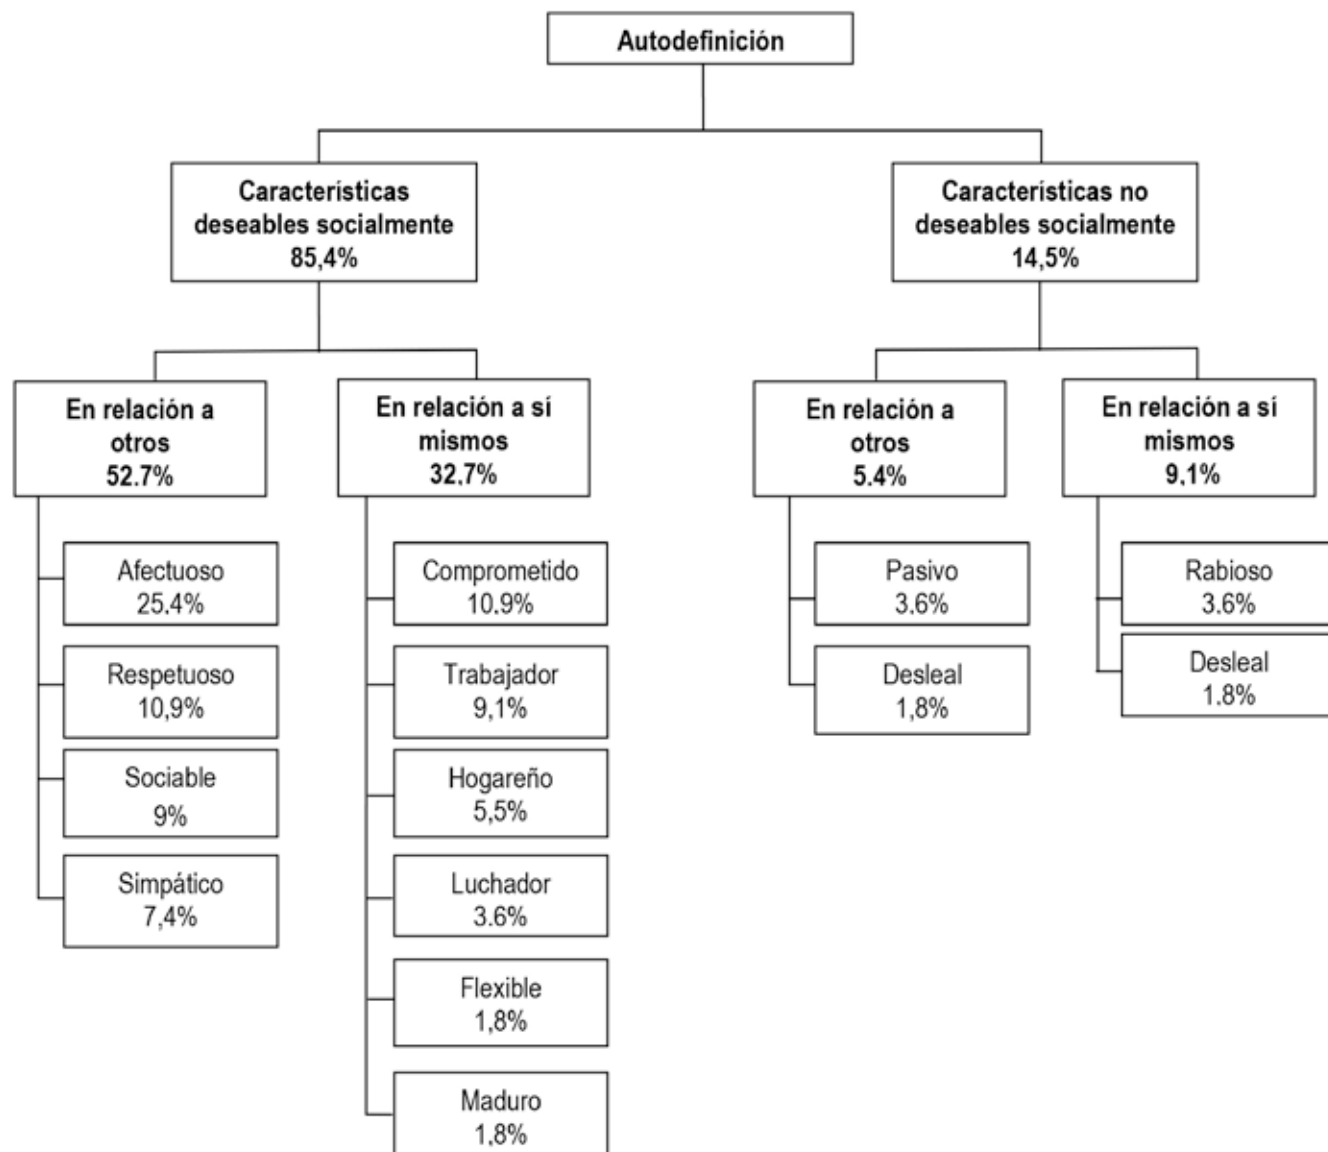 Autodefinición
Características
deseables socialmente
85,4%
Características no
deseables socialmente
14,5%
En relación a
otros
52.7%
En relación a sí
mismos
32,7%
En relación a
otros
5.4%
En relación a sí
mismos
9,1%
Afectuoso
25.4%
Respetuoso
10,9%
Sociable
9%
Simpático
7,4%
Comprometido
10.9%
Trabajador
9,1%
Hogareño
5,5%
Luchador
3.6%
Flexible
1,8%
Maduro
1,8%
Pasivo
3.6%
Desleal
1,8%
Rabioso
3.6%
Desleal
1.8%